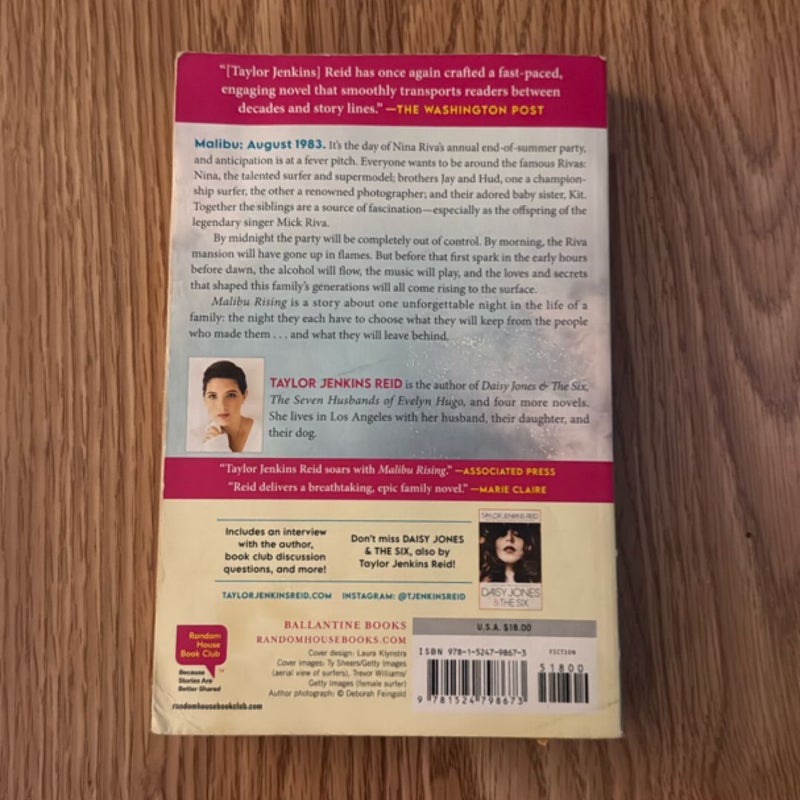 "[Taylor Jenkins] Reid has once again crafted a fast-paced,
engaging novel that smoothly transports readers between
decades and story lines." —THE WASHINGTON POST
Malibu: August 1983. It's the day of Nina Riva's annual end-of-summer party,
and anticipation is at a fever pitch. Everyone wants to be around the famous Rivas:
Nina, the talented surfer and supermodel; brothers Jay and Hud, one a champion-
ship surfer, the other a renowned photographer; and their adored baby sister, Kit.
Together the siblings are a source of fascination—especially as the offspring of the
legendary singer Mick Riva.
By midnight the party will be completely out of control. By morning, the Riva
mansion will have gone up in flames. But before that first spark in the early hours
before dawn, the alcohol will flow, the music will play, and the loves and secrets
that shaped this family's generations will all come rising to the surface.
Malibu Rising is a story about one unforgettable night in the life of a
family: the night they each have to choose what they will keep from the people
who made them . . . and what they will leave behind.
TAYLOR JENKINS REID is the author of Daisy Jones & The Six,
The Seven Husbands of Evelyn Hugo, and four more novels.
She lives in Los Angeles with her husband, their daughter, and
their dog.
"Taylor Jenkins Reid soars with Malibu Rising." —ASSOCIATED PRESS
"Reid delivers a breathtaking, epic family novel." —MARIE CLAIRE
Includes an interview
with the author,
book club discussion
questions, and more!
Don't miss DAISY JONES
& THE SIX, also by
Taylor Jenkins Reid!
TAYLOR JENKINS REID
DAISY JONES
& THE SIX
TAYLORJENKINSREID.COM INSTAGRAM: @TJENKINSREID
Random
House
Book Club
Because
Stories Are
Better Shared
TM
randomhousebookclub.com
BALLANTINE BOOKS
RANDOMHOUSEBOOKS.COM
Cover design: Laura Klynstra
Cover images: Ty Sheers/Getty Images
(aerial view of surfers), Trevor Williams/
Getty Images (female surfer)
Author photograph: © Deborah Feingold
U.S.A. $18.00
ISBN 978-1-5247-9867-3
FICTION
51800
9 781524 798673